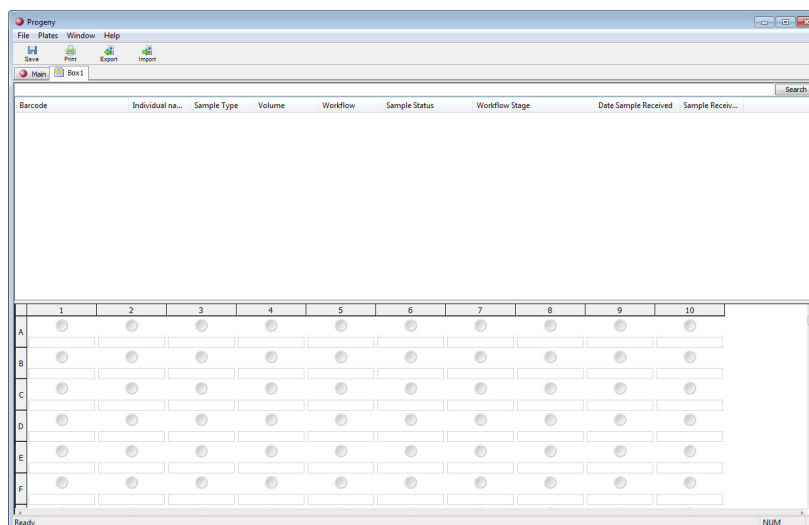 Progeny
File Plates Window Help
Save Print Export Import
Main Box1
Search
Barcode Individual na... Sample Type Volume Workflow Sample Status Workflow Stage Date Sample Received Sample Receiv...
1 2 3 4 5 6 7 8 9 10
A
B
C
D
E
F
Ready NUM